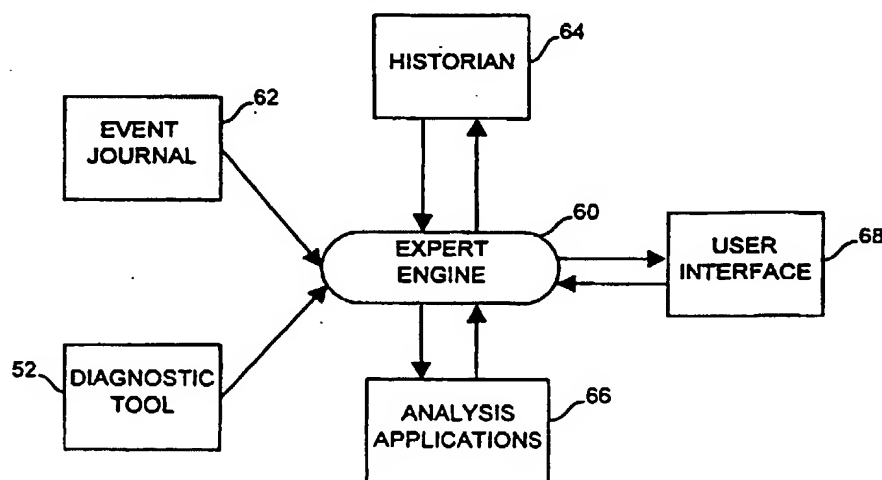 64
HISTORIAN
62
EVENT
JOURNAL
60
EXPERT
ENGINE
USER
INTERFACE
68
52
DIAGNOSTIC
TOOL
66
ANALYSIS
APPLICATIONS